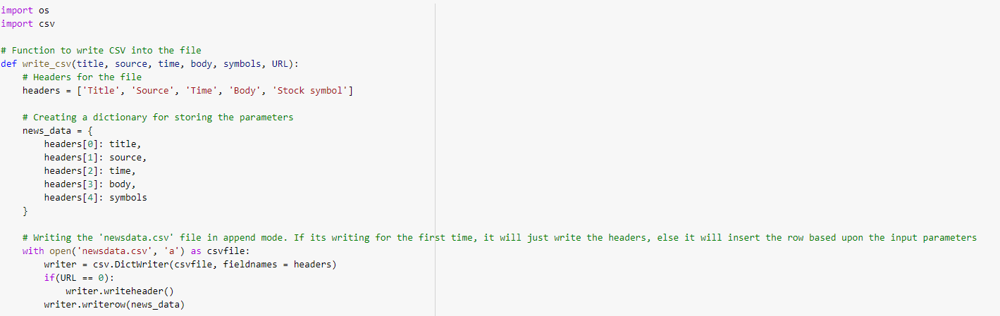 import os
import csv

# Function to write CSV into the file
def write_csv(title, source, time, body, symbols, URL):
    # Headers for the file
    headers = ['Title', 'Source', 'Time', 'Body', 'Stock symbol']

    # Creating a dictionary for storing the parameters
    news_data = {
        headers[0]: title,
        headers[1]: source,
        headers[2]: time,
        headers[3]: body,
        headers[4]: symbols
    }

    # Writing the 'newsdata.csv' file in append mode. If its writing for the first time, it will just write the headers, else it will insert the row based upon the input parameters
    with open('newsdata.csv', 'a') as csvfile:
        writer = csv.DictWriter(csvfile, fieldnames = headers)
        if(URL == 0):
            writer.writeheader()
        writer.writerow(news_data)